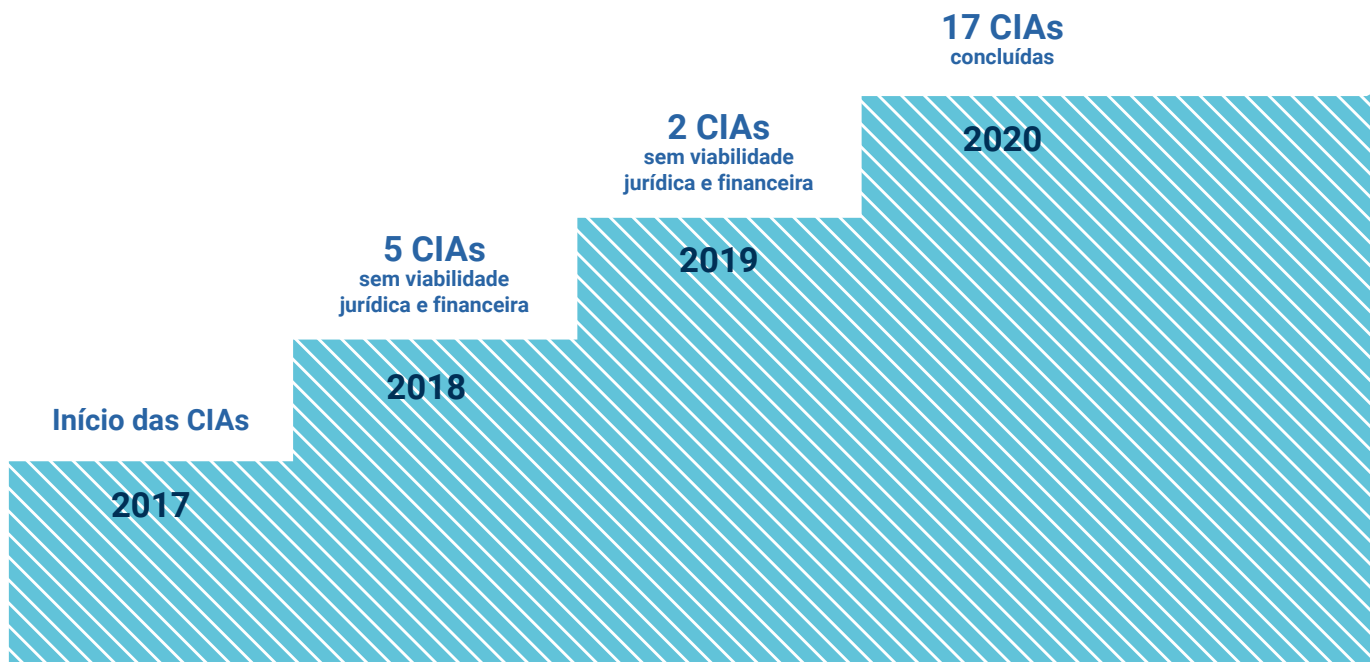 17 CIAs
concluídas
2020
2 CIAs
sem viabilidade
jurídica e financeira
2019
5 CIAs
sem viabilidade
jurídica e financeira
2018
Início das CIAs
2017